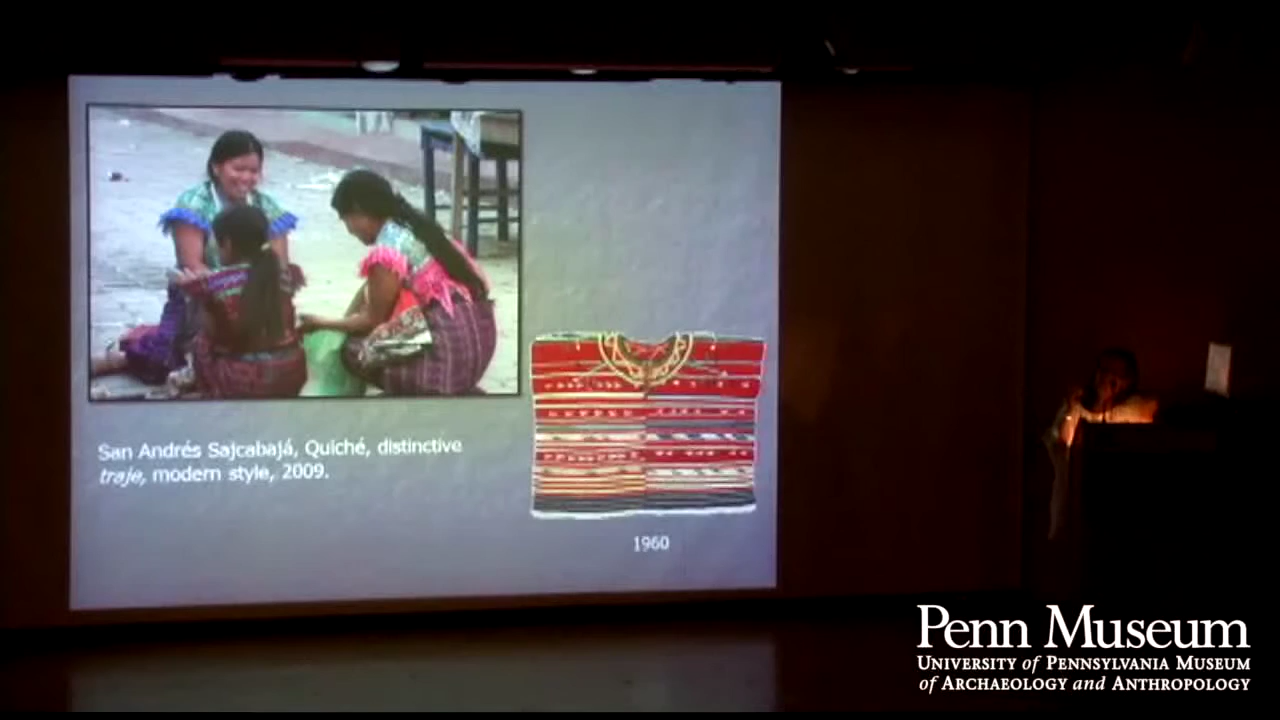 San Andrés Sajcabajá, Quiché, distinctive
traje, modern style, 2009.
1960
Penn Museum
UNIVERSITY of PENNSYLVANIA MUSEUM
of ARCHAEOLOGY and ANTHROPOLOGY